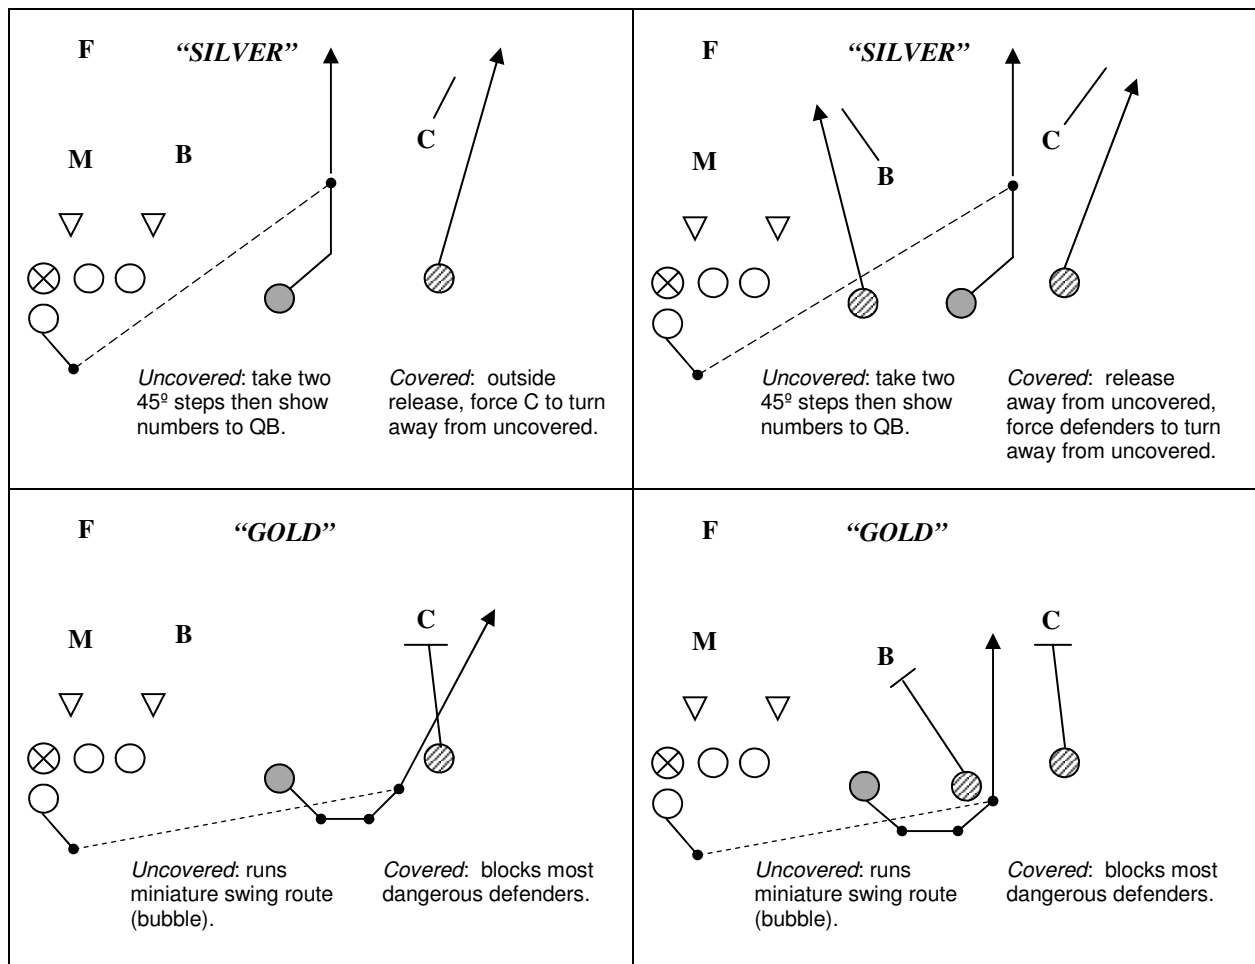 F “SILVER”
C
M B
Uncovered: take two
45º steps then show
numbers to QB.
Covered: outside
release, force C to turn
away from uncovered.
F “SILVER”
C
M B
Uncovered: take two
45º steps then show
numbers to QB.
Covered: release
away from uncovered,
force defenders to turn
away from uncovered.
F “GOLD”
C
M B
Uncovered: runs
miniature swing route
(bubble).
Covered: blocks most
dangerous defenders.
F “GOLD”
C
M B
Uncovered: runs
miniature swing route
(bubble).
Covered: blocks most
dangerous defenders.